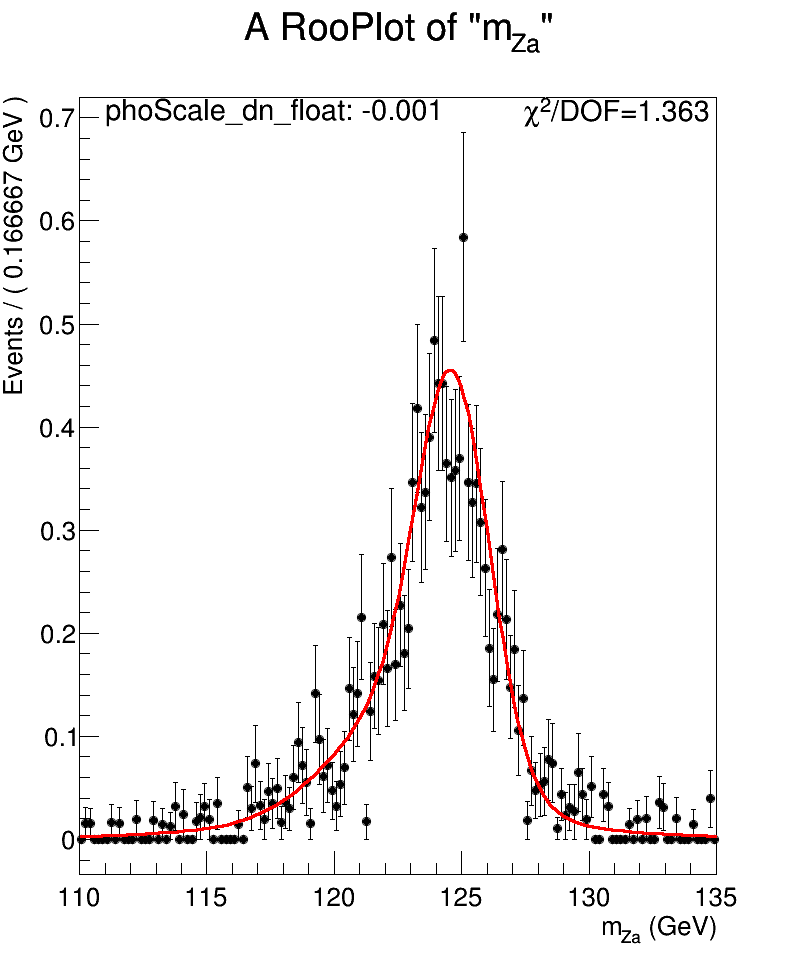 A RooPlot of "m_Za"
phoScale_dn_float: -0.001
χ²/DOF=1.363
Events / ( 0.166667 GeV )
0.7
0.6
0.5
0.4
0.3
0.2
0.1
0
110 115 120 125 130 135
m_Za (GeV)